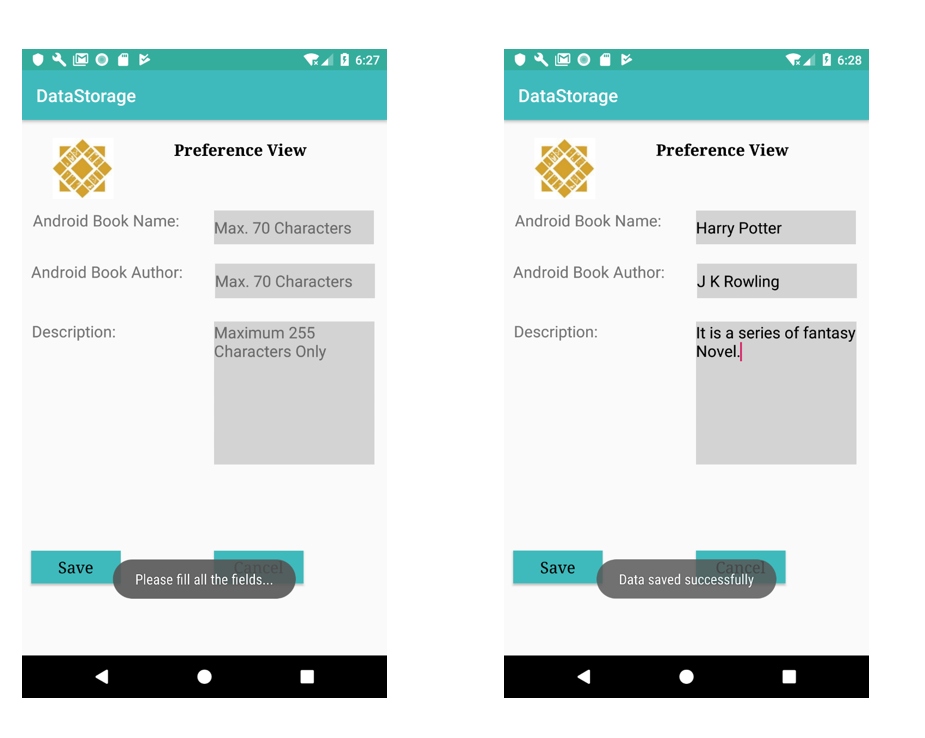 6:27
DataStorage
Preference View
Android Book Name:
Max. 70 Characters
Android Book Author:
Max. 70 Characters
Description:
Maximum 255
Characters Only
Save
Cancel
Please fill all the fields...
6:28
DataStorage
Preference View
Android Book Name:
Harry Potter
Android Book Author:
J K Rowling
Description:
It is a series of fantasy
Novel.
Save
Cancel
Data saved successfully